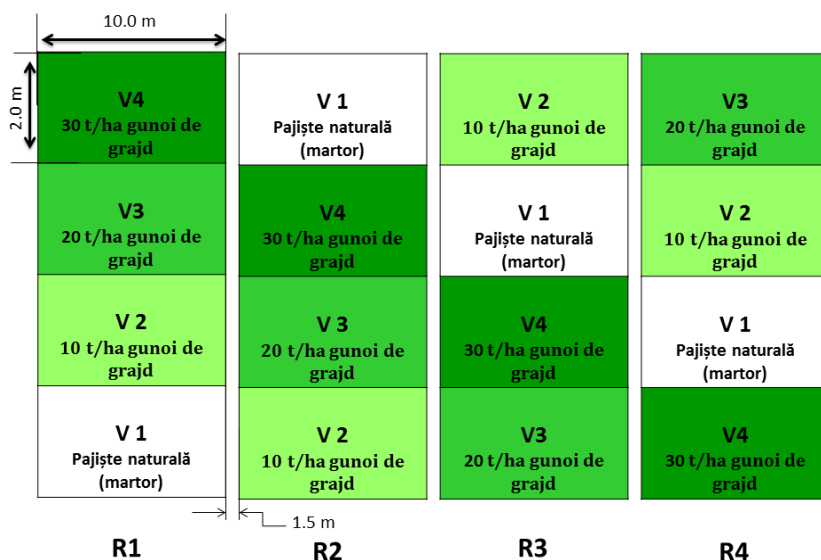 10.0 m
2.0 m
V4
30 t/ha gunoi de
grajd
V3
20 t/ha gunoi de
grajd
V 2
10 t/ha gunoi de
grajd
V 1
Pajiște naturală
(martor)
V 1
Pajiște naturală
(martor)
V4
30 t/ha gunoi de
grajd
V 3
20 t/ha gunoi de
grajd
V 2
10 t/ha gunoi de
grajd
V 2
10 t/ha gunoi de
grajd
V 1
Pajiște naturală
(martor)
V4
30 t/ha gunoi de
grajd
V3
20 t/ha gunoi de
grajd
V3
20 t/ha gunoi de
grajd
V 2
10 t/ha gunoi de
grajd
V 1
Pajiște naturală
(martor)
V4
30 t/ha gunoi de
grajd
1.5 m
R1
R2
R3
R4